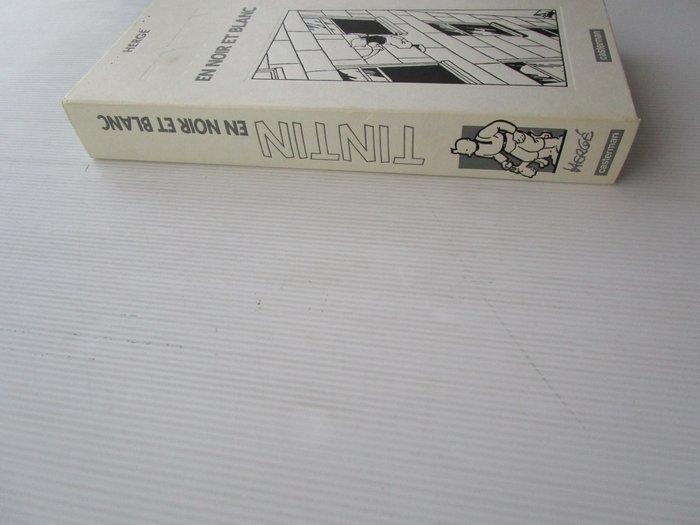 HERGÉ
EN NOIR ET BLANC
casterman
TINTIN
EN NOIR ET BLANC
HERGÉ
casterman